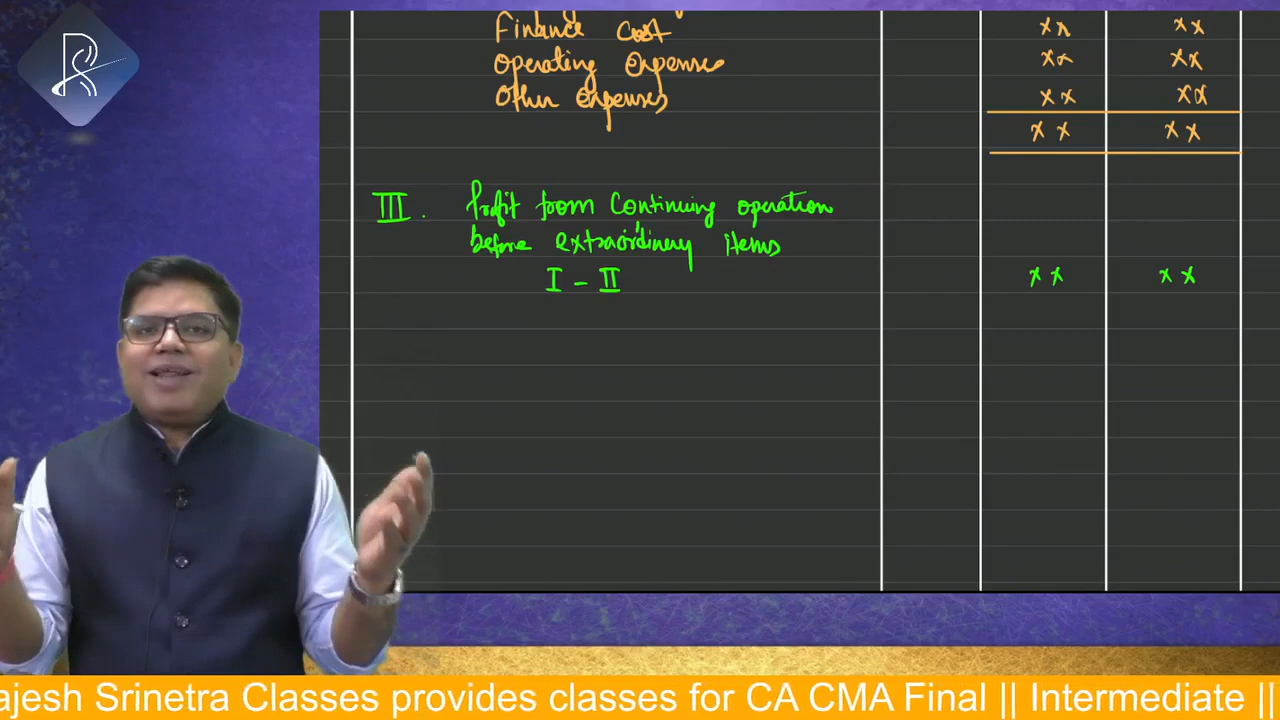 Finance Cost xx xx
Operating expenses xx xx
Other expenses xx xx
xx xx
III. Profit from Continuing operation
before extraordinery items
I - II xx xx
ajesh Srinetra Classes provides classes for CA CMA Final || Intermediate ||